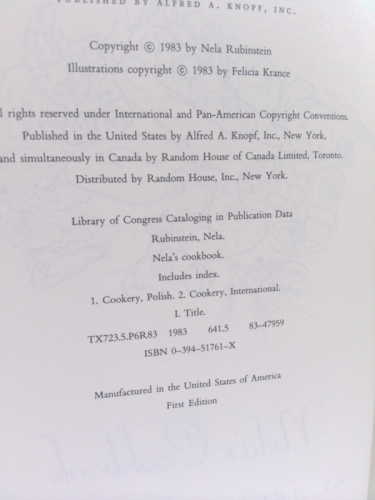 PUBLISHED BY ALFRED A. KNOPF, INC.
Copyright © 1983 by Nela Rubinstein
Illustrations copyright © 1983 by Felicia Krance
l rights reserved under International and Pan-American Copyright Conventions.
Published in the United States by Alfred A. Knopf, Inc., New York,
and simultaneously in Canada by Random House of Canada Limited, Toronto.
Distributed by Random House, Inc., New York.
Library of Congress Cataloging in Publication Data
Rubinstein, Nela.
Nela's cookbook.
Includes index.
1. Cookery, Polish. 2. Cookery, International.
I. Title.
TX723.5.P6R83 1983 641.5 83–47959
ISBN 0–394–51761–X
Manufactured in the United States of America
First Edition
Nela's Cookbook